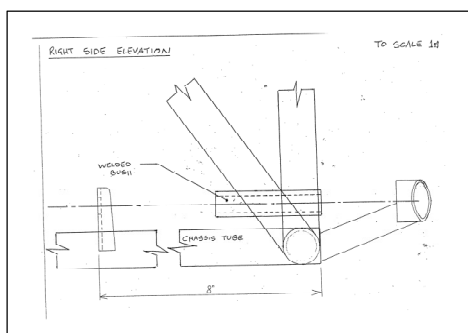 RIGHT SIDE ELEVATION
TO SCALE 1:1
WELDED
BUSH
CHASSIS TUBE
8"